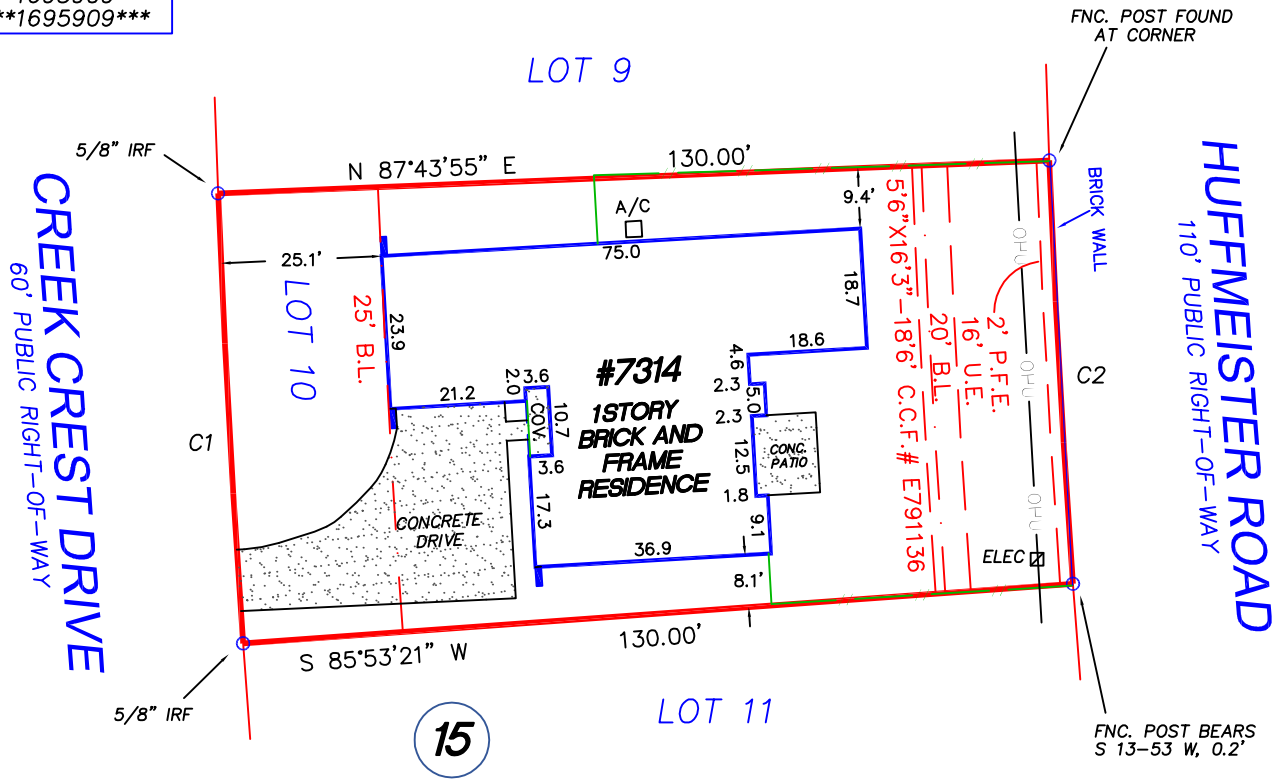 **1695909***
FNC. POST FOUND
AT CORNER
LOT 9
5/8" IRF
N 87°43'55" E
130.00'
BRICK WALL
HUFFMEISTER ROAD
110' PUBLIC RIGHT-OF-WAY
CREEK CREST DRIVE
60' PUBLIC RIGHT-OF-WAY
A/C
9.4'
75.0
25.1'
LOT 10
25' B.L.
23.9
18.7
18.6
5'6"X16'3"-18'6' C.C.F.# E791136
20' B.L.
16' U.E.
2' P.F.E.
OHU
OHU
OHU
C1
C2
#7314
1STORY
BRICK AND
FRAME
RESIDENCE
4.6
2.3
5.0
2.3
12.5
1.8
9.1
CONC.
PATIO
21.2
2.0
3.6
COV.
10.7
3.6
17.3
36.9
8.1'
CONCRETE
DRIVE
ELEC
S 85°53'21" W
130.00'
5/8" IRF
LOT 11
15
FNC. POST BEARS
S 13-53 W, 0.2'